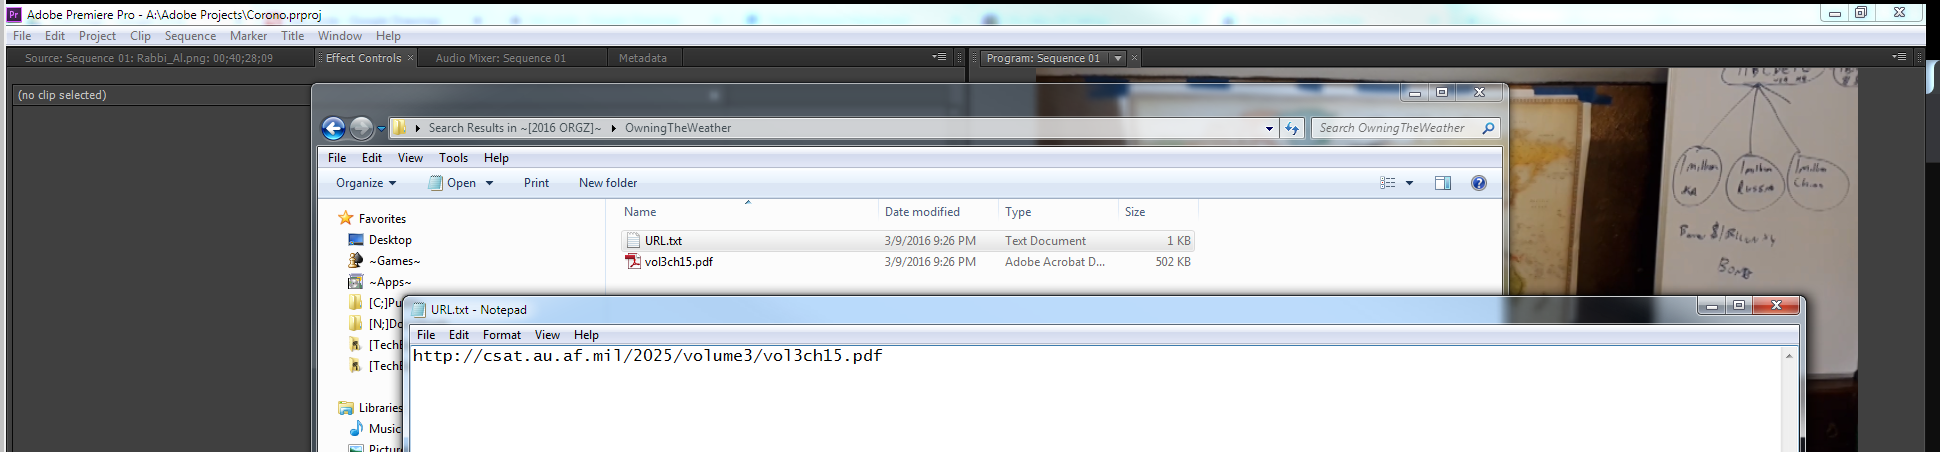 Adobe Premiere Pro - A:\Adobe Projects\Corono.prproj
File Edit Project Clip Sequence Marker Title Window Help
Source: Sequence 01: Rabbi_Al.png: 00;40;28;09 Effect Controls Audio Mixer: Sequence 01 Metadata Program: Sequence 01
(no clip selected)
Search Results in ~[2016 ORGZ]~ OwningTheWeather Search OwningTheWeather
File Edit View Tools Help
Organize Open Print New folder
Name Date modified Type Size
Favorites
Desktop
~Games~
~Apps~
[C;]Pu
[N;]Do
[TechE
[TechE
Libraries
Music
Pictur
URL.txt 3/9/2016 9:26 PM Text Document 1 KB
vol3ch15.pdf 3/9/2016 9:26 PM Adobe Acrobat D... 502 KB
URL.txt - Notepad
File Edit Format View Help
http://csat.au.af.mil/2025/volume3/vol3ch15.pdf
1 million
1 million
Russia
1 million
China
Bomb